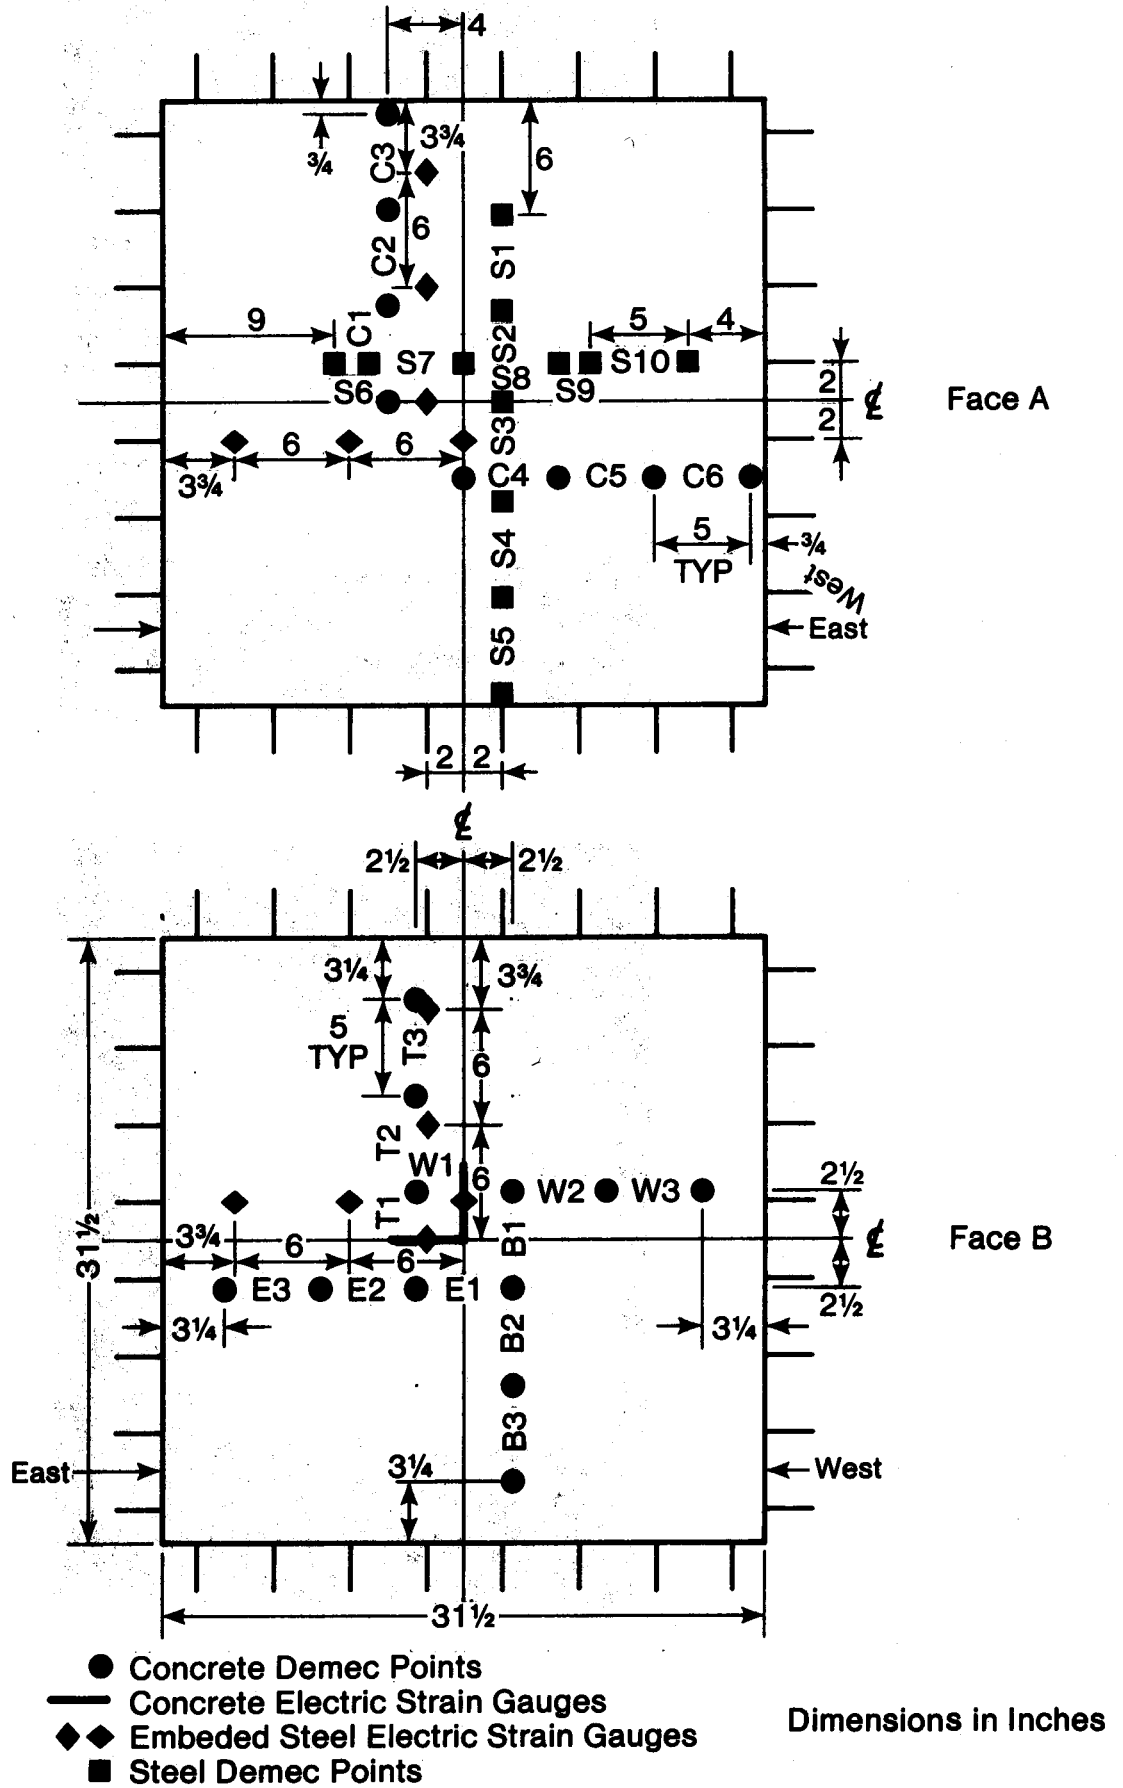 4
3¾
¾
C3
6
6
C2
S1
9
C1
S2
5
4
S7
S8
S10
S6
S9
2
℄
Face A
2
S3
6
6
3¾
C4
C5
C6
S4
5
TYP
¾
West
East
S5
2 2
℄
2½
2½
3¼
3¾
5
TYP
T3
6
T2
W1
6
W2
W3
2½
T1
31½
3¾
6
6
B1
℄
Face B
E3
E2
E1
2½
3¼
B2
3¼
B3
East
3¼
West
31½
Concrete Demec Points
Concrete Electric Strain Gauges
Embeded Steel Electric Strain Gauges
Dimensions in Inches
Steel Demec Points